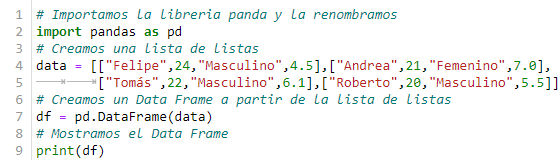 1 # Importamos la libreria panda y la renombramos
2 import pandas as pd
3 # Creamos una lista de listas
4 data = [["Felipe",24,"Masculino",4.5],["Andrea",21,"Femenino",7.0],
5 ["Tomás",22,"Masculino",6.1],["Roberto",20,"Masculino",5.5]]
6 # Creamos un Data Frame a partir de la lista de listas
7 df = pd.DataFrame(data)
8 # Mostramos el Data Frame
9 print(df)